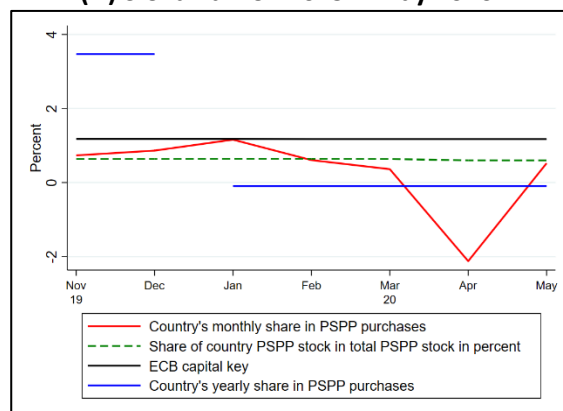 4
2
0
-2
Percent
Nov Dec Jan Feb Mar Apr May
19 20
Country's monthly share in PSPP purchases
Share of country PSPP stock in total PSPP stock in percent
ECB capital key
Country's yearly share in PSPP purchases